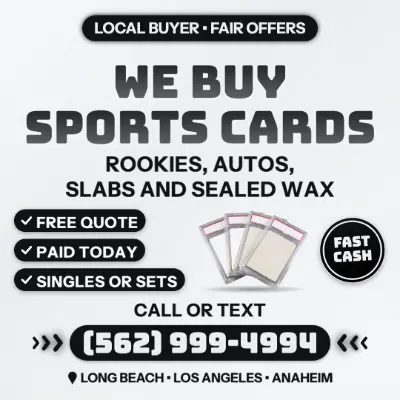 LOCAL BUYER • FAIR OFFERS
WE BUY
SPORTS CARDS
ROOKIES, AUTOS,
SLABS AND SEALED WAX
✓ FREE QUOTE
✓ PAID TODAY
✓ SINGLES OR SETS
FAST
CASH
CALL OR TEXT
(562) 999-4994
LONG BEACH • LOS ANGELES • ANAHEIM